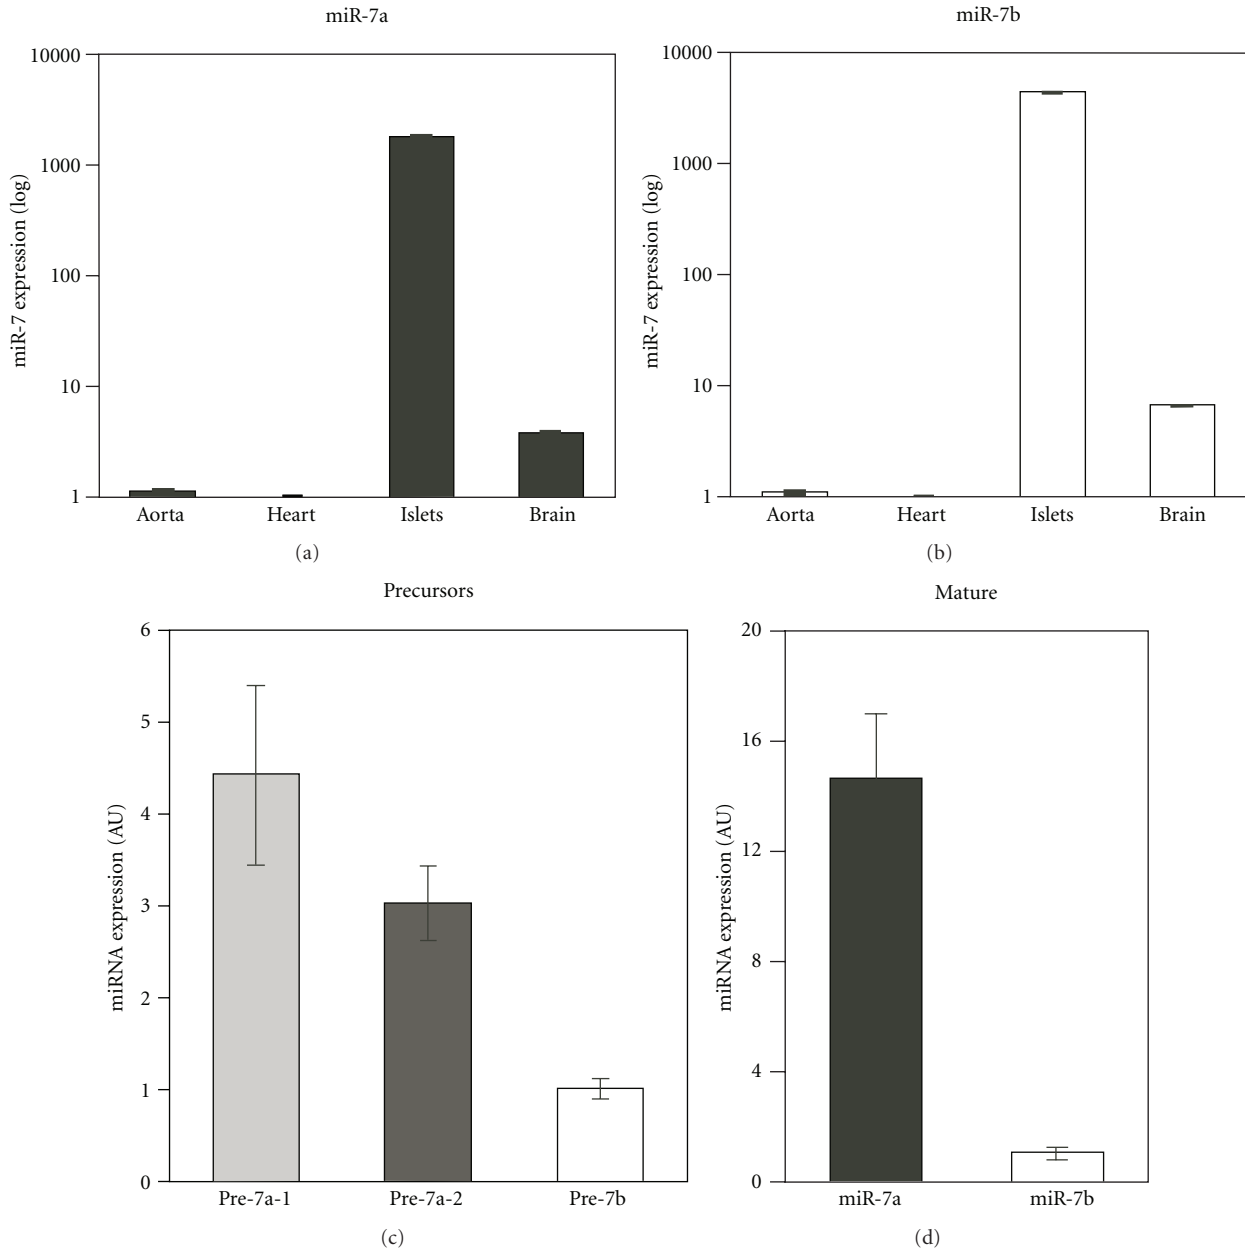 miR-7a
miR-7 expression (log)
10000
1000
100
10
1
Aorta Heart Islets Brain
(a)
miR-7b
miR-7 expression (log)
10000
1000
100
10
1
Aorta Heart Islets Brain
(b)
Precursors
miRNA expression (AU)
6
5
4
3
2
1
0
Pre-7a-1 Pre-7a-2 Pre-7b
(c)
Mature
miRNA expression (AU)
20
16
12
8
4
0
miR-7a miR-7b
(d)